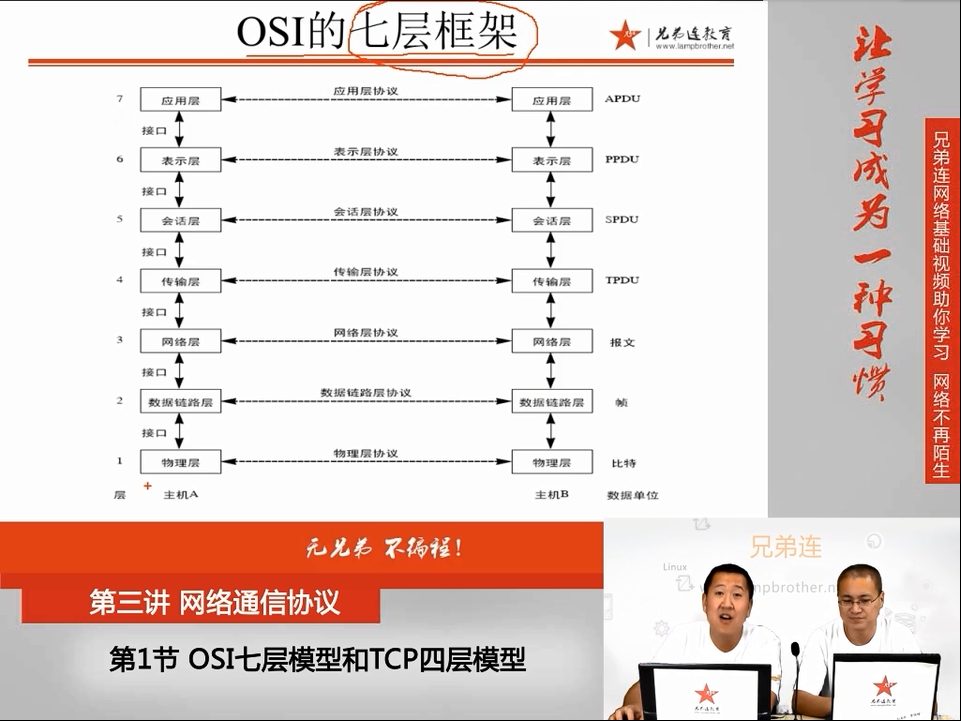 OSI的七层框架
兄弟连教育
www.lampbrother.net
7 应用层 应用层协议 应用层 APDU
接口
6 表示层 表示层协议 表示层 PPDU
接口
5 会话层 会话层协议 会话层 SPDU
接口
4 传输层 传输层协议 传输层 TPDU
接口
3 网络层 网络层协议 网络层 报文
接口
2 数据链路层 数据链路层协议 数据链路层 帧
接口
1 物理层 物理层协议 物理层 比特
层 主机A 主机B 数据单位
让学习成为一种习惯
兄弟连网络基础视频助你学习 网络不再陌生
无兄弟 不编程!
第三讲 网络通信协议
第1节 OSI七层模型和TCP四层模型
兄弟连
Linux
lampbrother.n
兄弟连教育
兄弟连教育